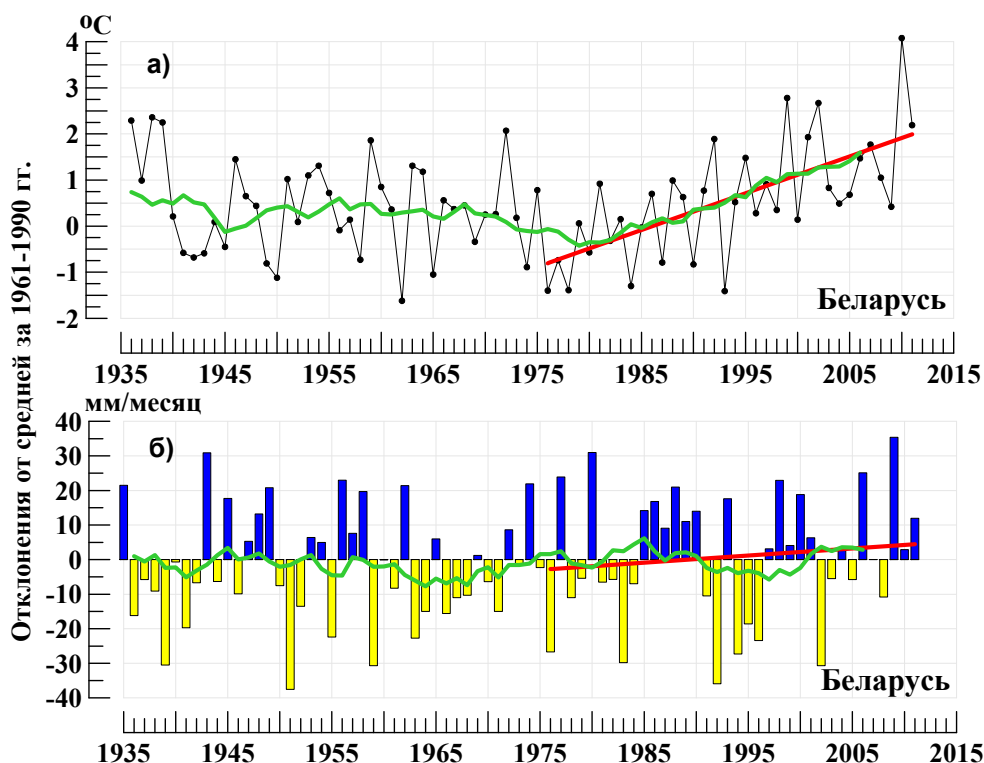 Отклонения от средней за 1961-1990 гг.
ºC
а)
4
3
2
1
0
-1
-2
Беларусь
1935 1945 1955 1965 1975 1985 1995 2005 2015
мм/месяц
б)
40
30
20
10
0
-10
-20
-30
-40
Беларусь
1935 1945 1955 1965 1975 1985 1995 2005 2015